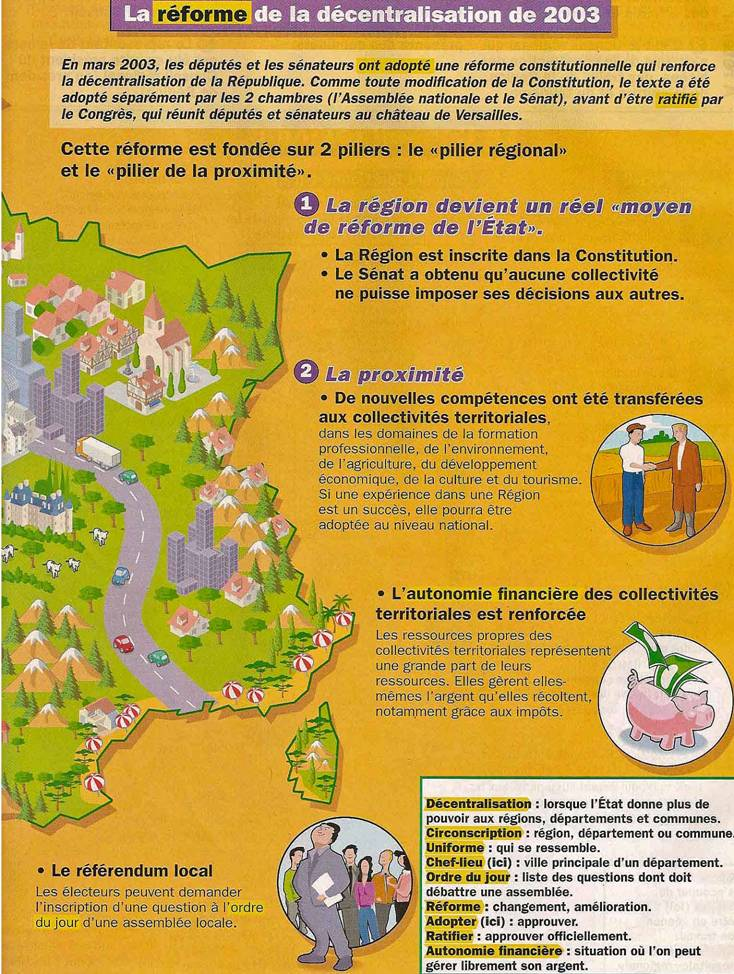 La réforme de la décentralisation de 2003
En mars 2003, les députés et les sénateurs ont adopté une réforme constitutionnelle qui renforce
la décentralisation de la République. Comme toute modification de la Constitution, le texte a été
adopté séparément par les 2 chambres (l'Assemblée nationale et le Sénat), avant d'être ratifié par
le Congrès, qui réunit députés et sénateurs au château de Versailles.
Cette réforme est fondée sur 2 piliers : le «pilier régional»
et le «pilier de la proximité».
1 La région devient un réel «moyen
de réforme de l'État».
• La Région est inscrite dans la Constitution.
• Le Sénat a obtenu qu'aucune collectivité
ne puisse imposer ses décisions aux autres.
2 La proximité
• De nouvelles compétences ont été transférées
aux collectivités territoriales,
dans les domaines de la formation
professionnelle, de l'environnement,
de l'agriculture, du développement
économique, de la culture et du tourisme.
Si une expérience dans une Région
est un succès, elle pourra être
adoptée au niveau national.
• L'autonomie financière des collectivités
territoriales est renforcée
Les ressources propres des
collectivités territoriales représentent
une grande part de leurs
ressources. Elles gèrent elles-
mêmes l'argent qu'elles récoltent,
notamment grâce aux impôts.
• Le référendum local
Les électeurs peuvent demander
l'inscription d'une question à l'ordre
du jour d'une assemblée locale.
Décentralisation : lorsque l'État donne plus de
pouvoir aux régions, départements et communes.
Circonscription : région, département ou commune.
Uniforme : qui se ressemble.
Chef-lieu (ici) : ville principale d'un département.
Ordre du jour : liste des questions dont doit
débattre une assemblée.
Réforme : changement, amélioration.
Adopter (ici) : approuver.
Ratifier : approuver officiellement.
Autonomie financière : situation où l'on peut
gérer librement son argent.